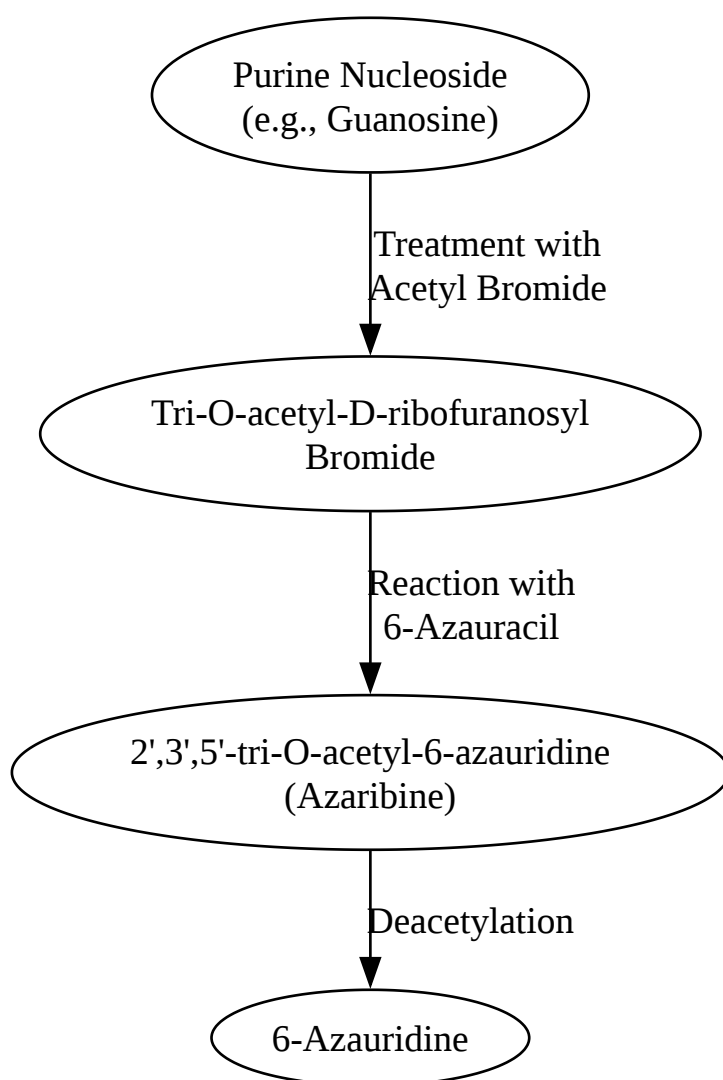 Purine Nucleoside
(e.g., Guanosine)
Treatment with
Acetyl Bromide
Tri-O-acetyl-D-ribofuranosyl
Bromide
Reaction with
6-Azauracil
2',3',5'-tri-O-acetyl-6-azauridine
(Azaribine)
Deacetylation
6-Azauridine